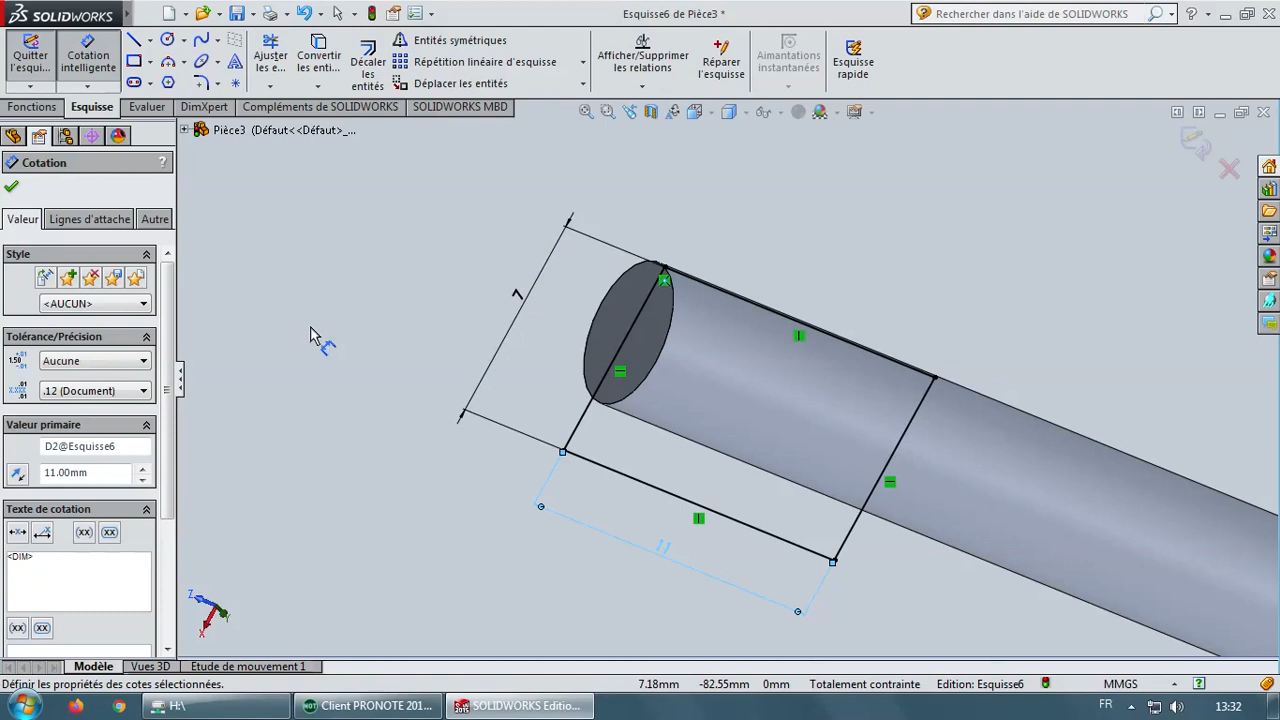 SOLIDWORKS
Esquisse6 de Pièce3 *
Rechercher dans l'aide de SOLIDWORKS
Quitter l'esqui...
Cotation intelligente
Ajuster les e...
Convertir les enti...
Décaler les entités
Entités symétriques
Répétition linéaire d'esquisse
Déplacer les entités
Afficher/Supprimer les relations
Réparer l'esquisse
Aimantations instantanées
Esquisse rapide
Fonctions
Esquisse
Evaluer
DimXpert
Compléments de SOLIDWORKS
SOLIDWORKS MBD
Pièce3 (Défaut<<Défaut>_...
Cotation
?
Valeur
Lignes d'attache
Autre
Style
<AUCUN>
Tolérance/Précision
Aucune
.12 (Document)
Valeur primaire
D2@Esquisse6
11.00mm
Texte de cotation
(xx)
<DIM>
(xx)
7
11
Z
Y
X
Modèle
Vues 3D
Etude de mouvement 1
Définir les propriétés des cotes sélectionnées.
7.18mm
-82.55mm
0mm
Totalement contrainte
Edition: Esquisse6
MMGS
H:\
Client PRONOTE 201...
SOLIDWORKS Editio...
FR
13:32